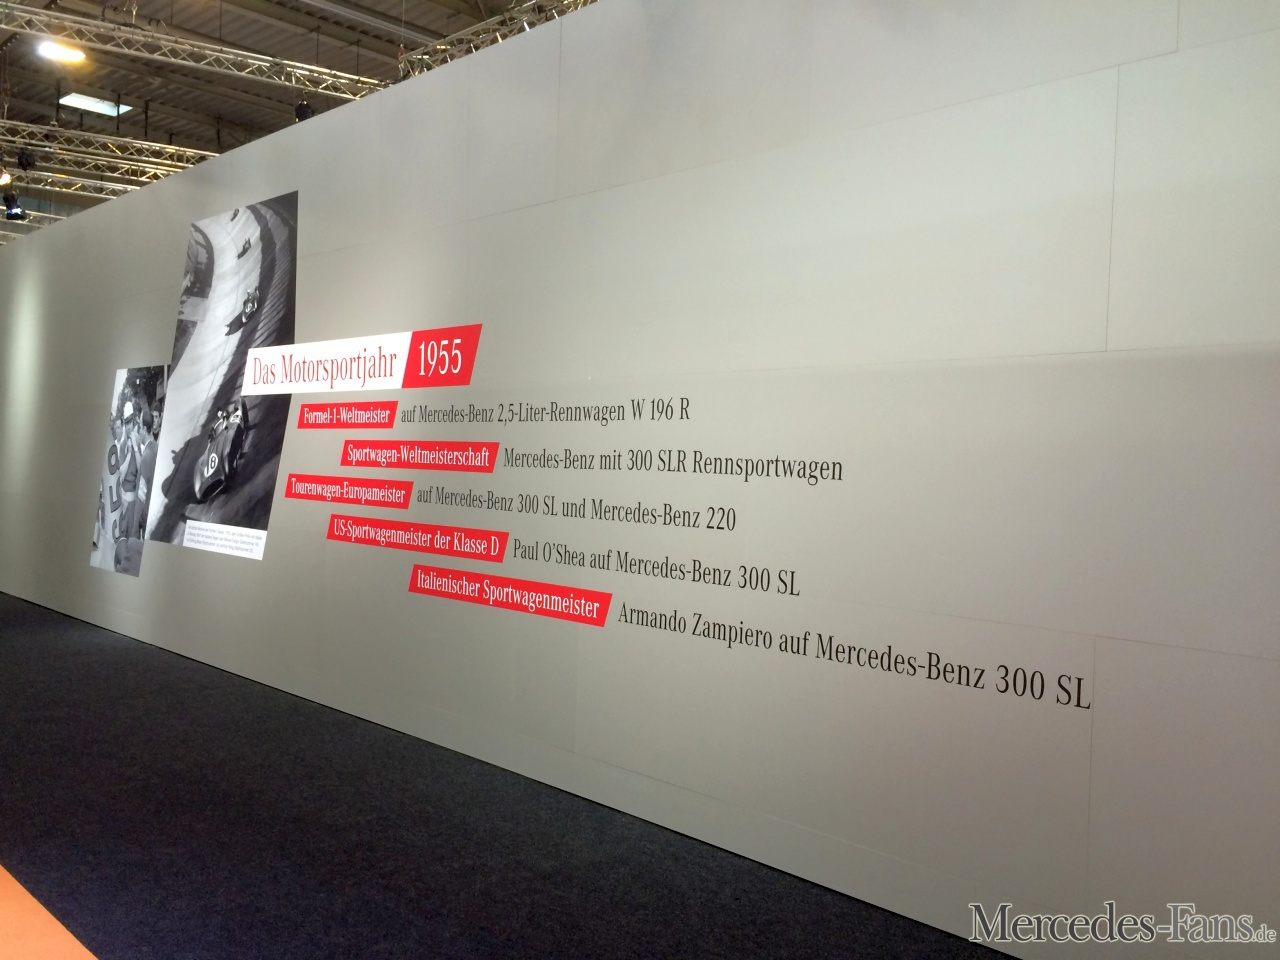 Das Motorsportjahr 1955
Formel-1-Weltmeister auf Mercedes-Benz 2,5-Liter-Rennwagen W 196 R
Sportwagen-Weltmeisterschaft Mercedes-Benz mit 300 SLR Rennsportwagen
Tourenwagen-Europameister auf Mercedes-Benz 300 SL und Mercedes-Benz 220
US-Sportwagenmeister der Klasse D Paul O'Shea auf Mercedes-Benz 300 SL
Italienischer Sportwagenmeister Armando Zampiero auf Mercedes-Benz 300 SL
Mercedes-Fans.de